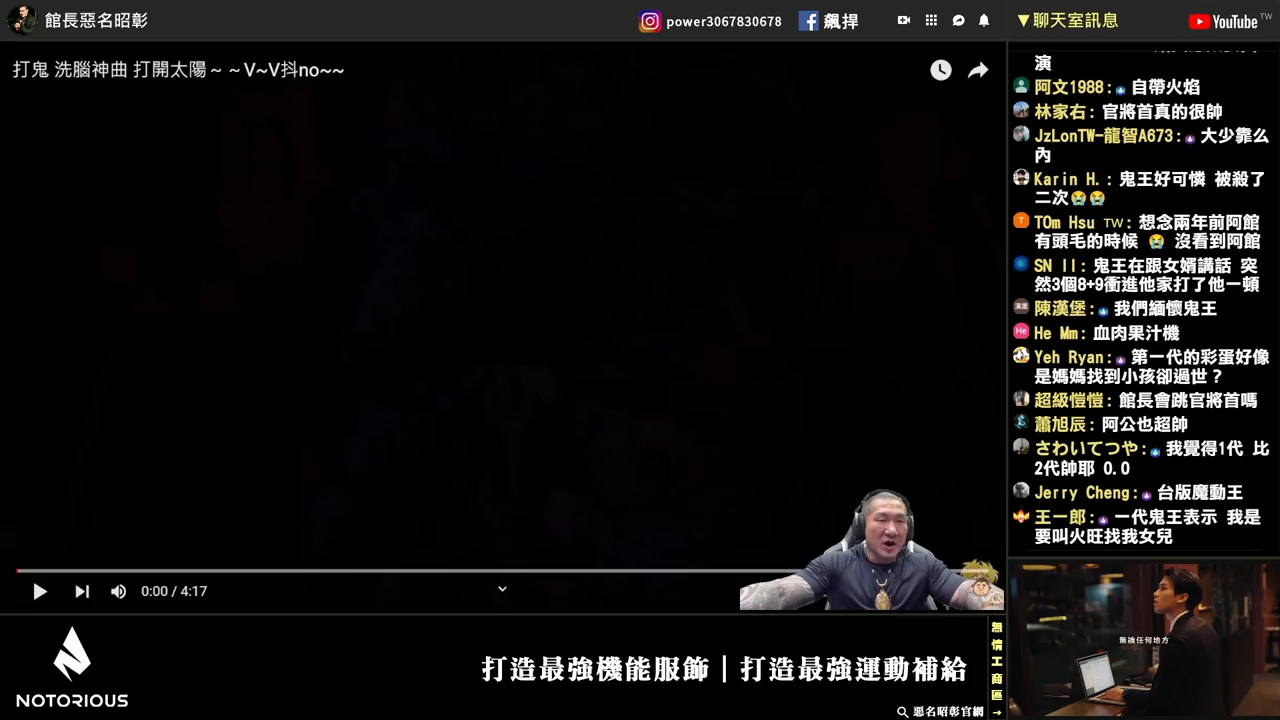 館長惡名昭彰
power3067830678
飆捍
▼聊天室訊息
YouTube TW
打鬼 洗腦神曲 打開太陽～～V~V抖no~~
演
阿文1988: 自帶火焰
林家右: 官將首真的很帥
JzLonTW-龍智A673: 大少靠么
內
Karin H.: 鬼王好可憐 被殺了
二次😭😭
TOm Hsu TW: 想念兩年前阿館
有頭毛的時候 😭 沒看到阿館
SN II: 鬼王在跟女婿講話 突
然3個8+9衝進他家打了他一頓
陳漢堡: 我們緬懷鬼王
He Mm: 血肉果汁機
Yeh Ryan: 第一代的彩蛋好像
是媽媽找到小孩卻過世？
超級愷愷: 館長會跳官將首嗎
蕭旭辰: 阿公也超帥
さわいてつや: 我覺得1代 比
2代帥耶 0.0
Jerry Cheng: 台版魔動王
王一郎: 一代鬼王表示 我是
要叫火旺找我女兒
0:00 / 4:17
NOTORIOUS
打造最強機能服飾｜打造最強運動補給
惡名昭彰官網
無情工商區→
無論任何地方